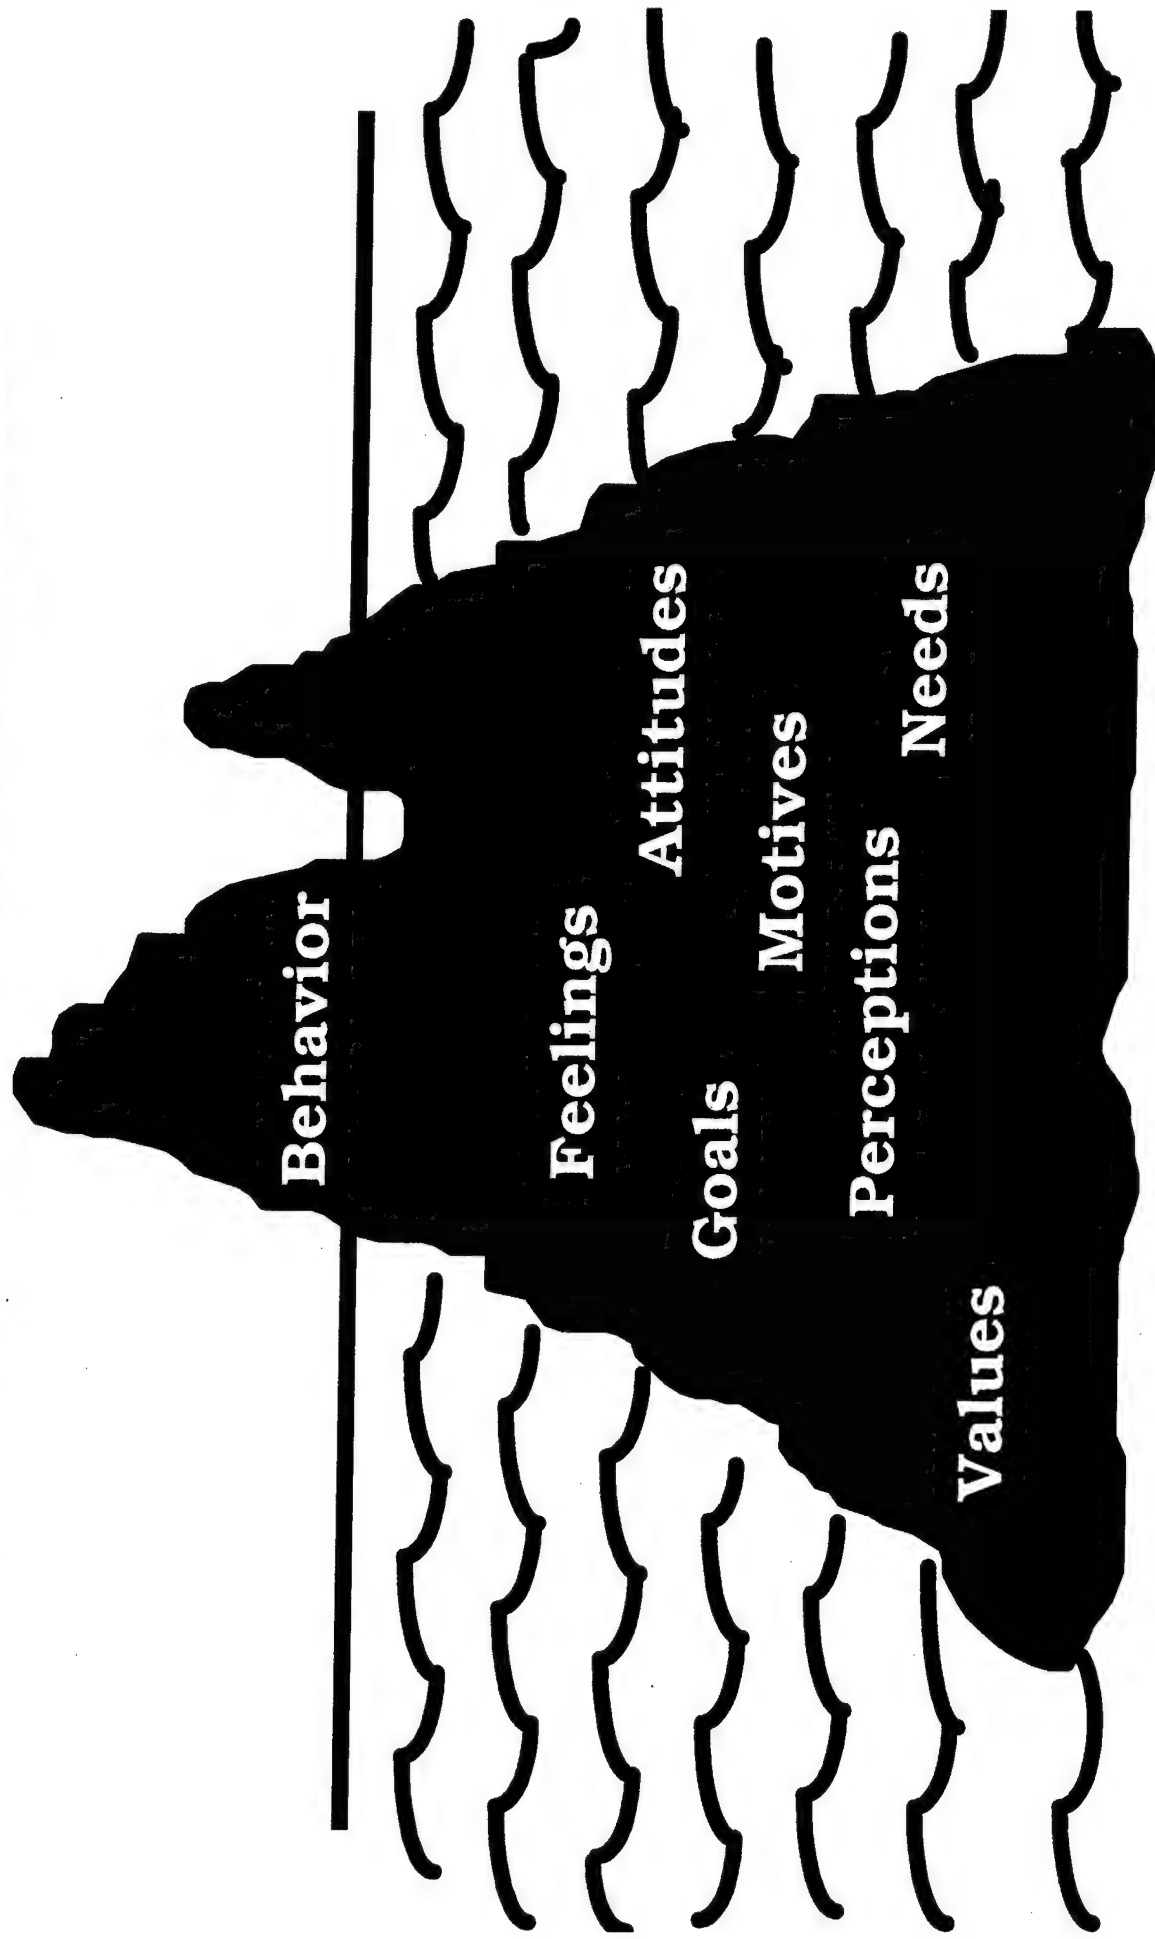 Behavior
Feelings
Attitudes
Goals
Motives
Perceptions
Needs
Values